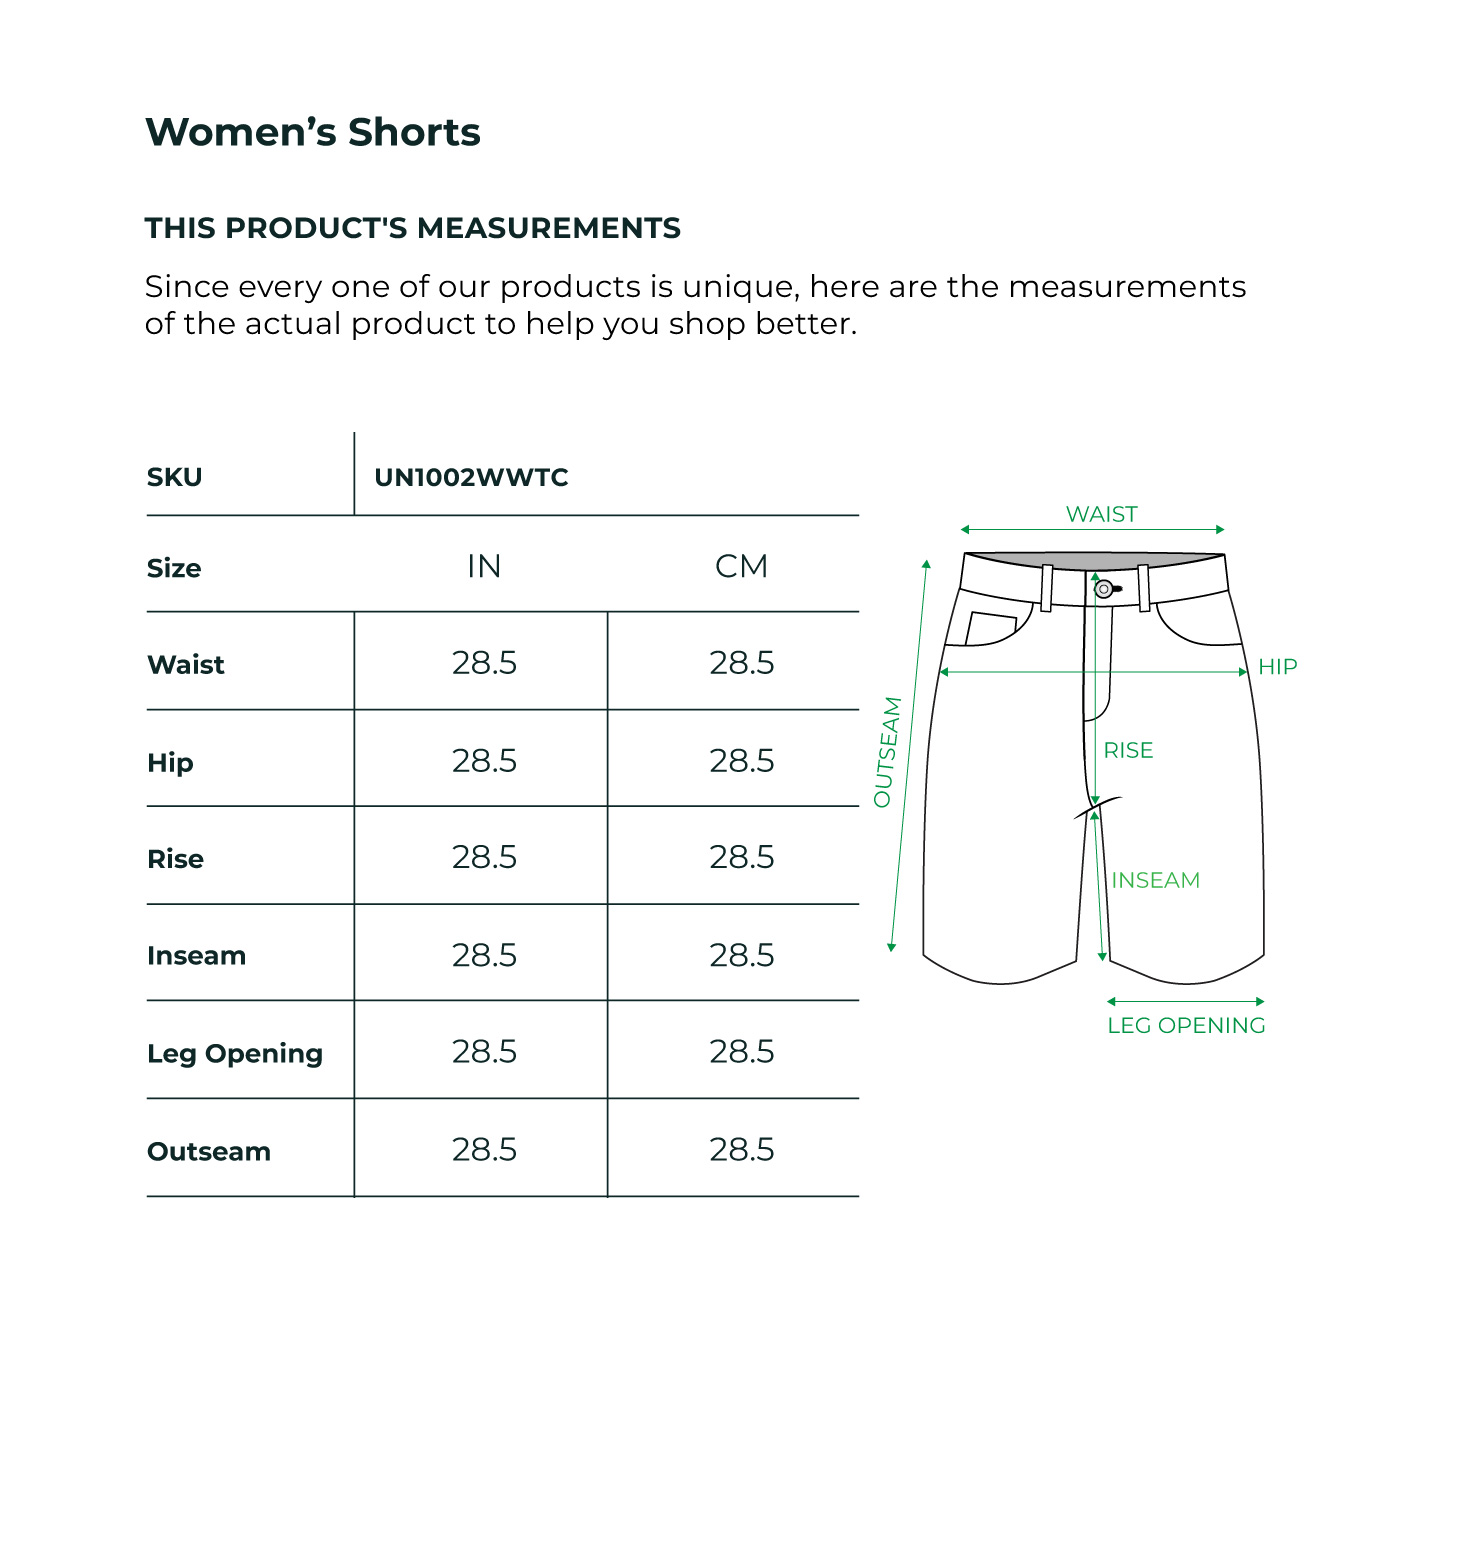 Women’s Shorts
THIS PRODUCT'S MEASUREMENTS
Since every one of our products is unique, here are the measurements
of the actual product to help you shop better.
SKU UN1002WWTC
Size IN CM
Waist 28.5 28.5
Hip 28.5 28.5
Rise 28.5 28.5
Inseam 28.5 28.5
Leg Opening 28.5 28.5
Outseam 28.5 28.5
WAIST
HIP
OUTSEAM
RISE
INSEAM
LEG OPENING